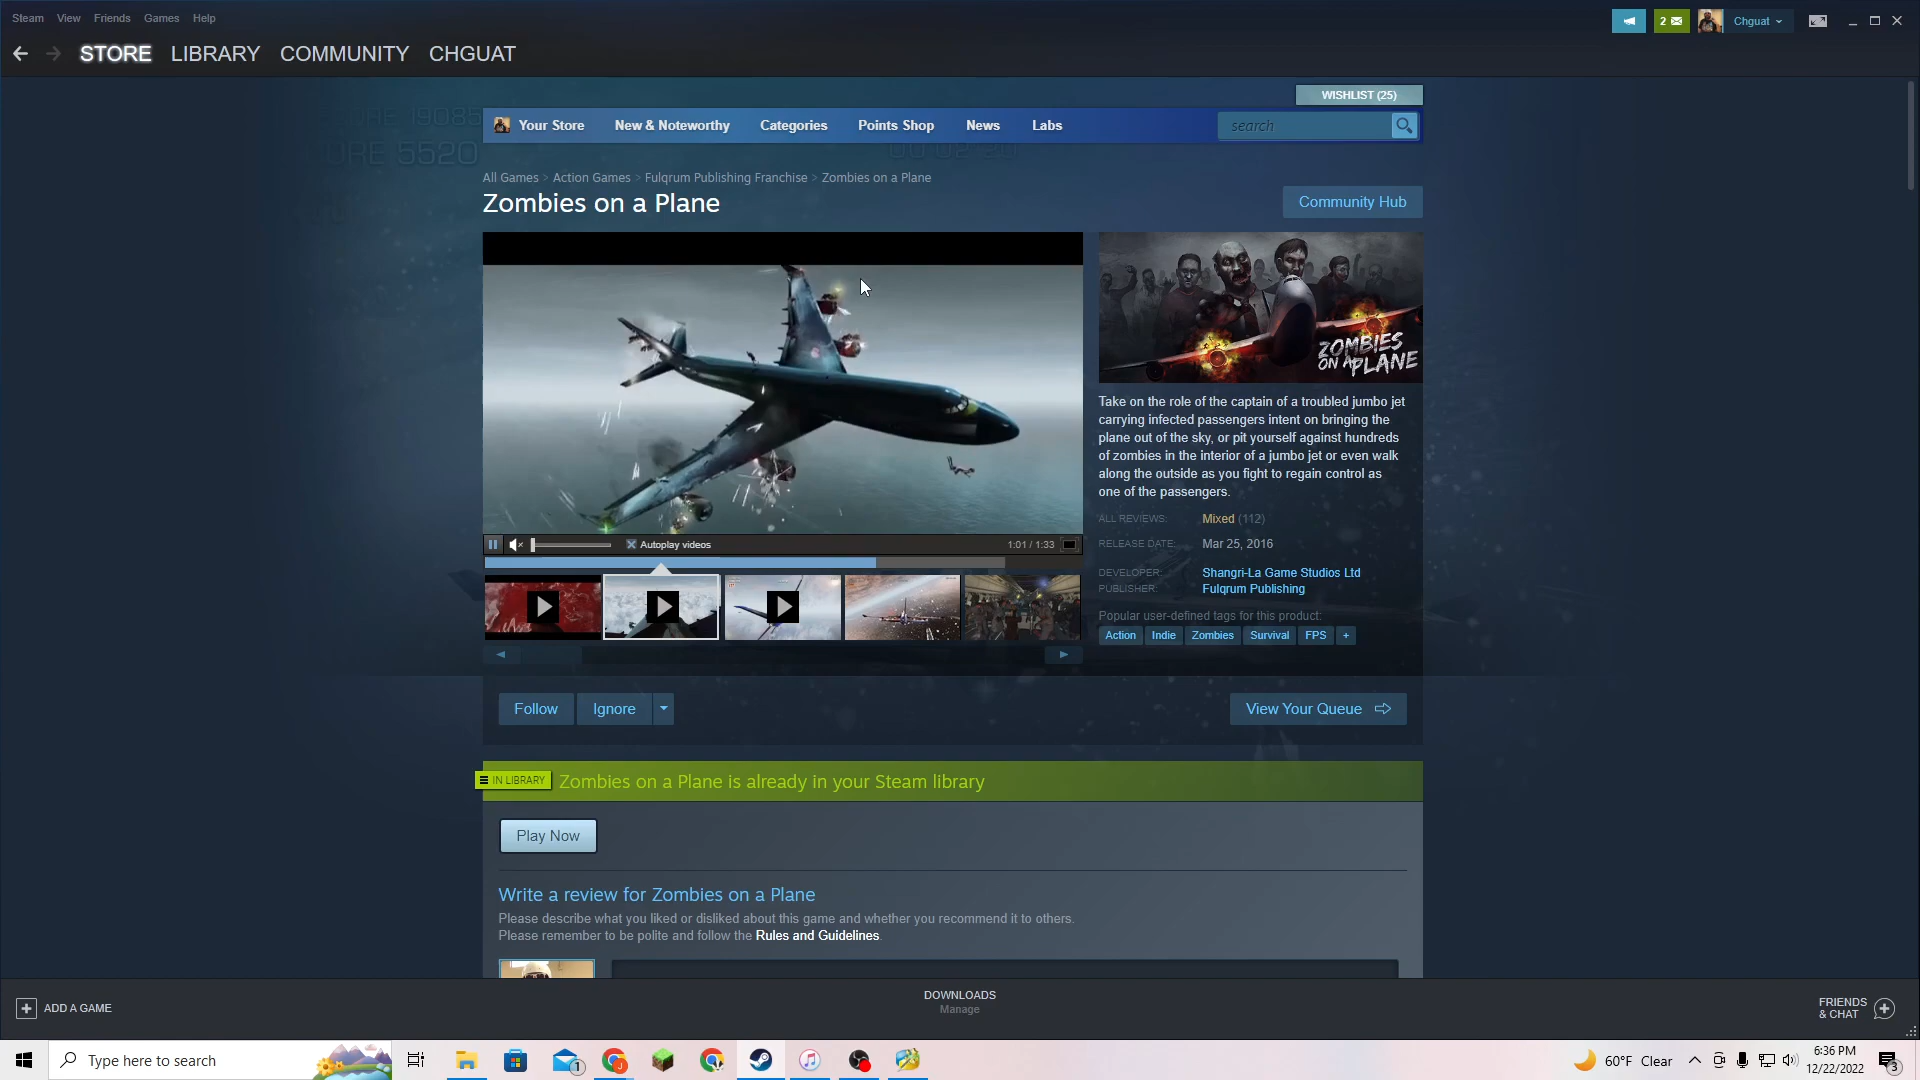 Steam View Friends Games Help
2
Chguat
STORE LIBRARY COMMUNITY CHGUAT
WISHLIST (25)
Your Store New & Noteworthy Categories Points Shop News Labs
search
All Games > Action Games > Fulqrum Publishing Franchise > Zombies on a Plane
Zombies on a Plane
Community Hub
ZOMBIES
ON A PLANE
Take on the role of the captain of a troubled jumbo jet
carrying infected passengers intent on bringing the
plane out of the sky, or pit yourself against hundreds
of zombies in the interior of a jumbo jet or even walk
along the outside as you fight to regain control as
one of the passengers.
ALL REVIEWS: Mixed (112)
RELEASE DATE: Mar 25, 2016
DEVELOPER: Shangri-La Game Studios Ltd
PUBLISHER: Fulqrum Publishing
Popular user-defined tags for this product:
Action Indie Zombies Survival FPS +
Autoplay videos
1:01 / 1:33
Follow Ignore
View Your Queue
IN LIBRARY
Zombies on a Plane is already in your Steam library
Play Now
Write a review for Zombies on a Plane
Please describe what you liked or disliked about this game and whether you recommend it to others.
Please remember to be polite and follow the Rules and Guidelines
ADD A GAME
DOWNLOADS
Manage
FRIENDS
& CHAT
Type here to search
1
60°F Clear
6:36 PM
12/22/2022
3